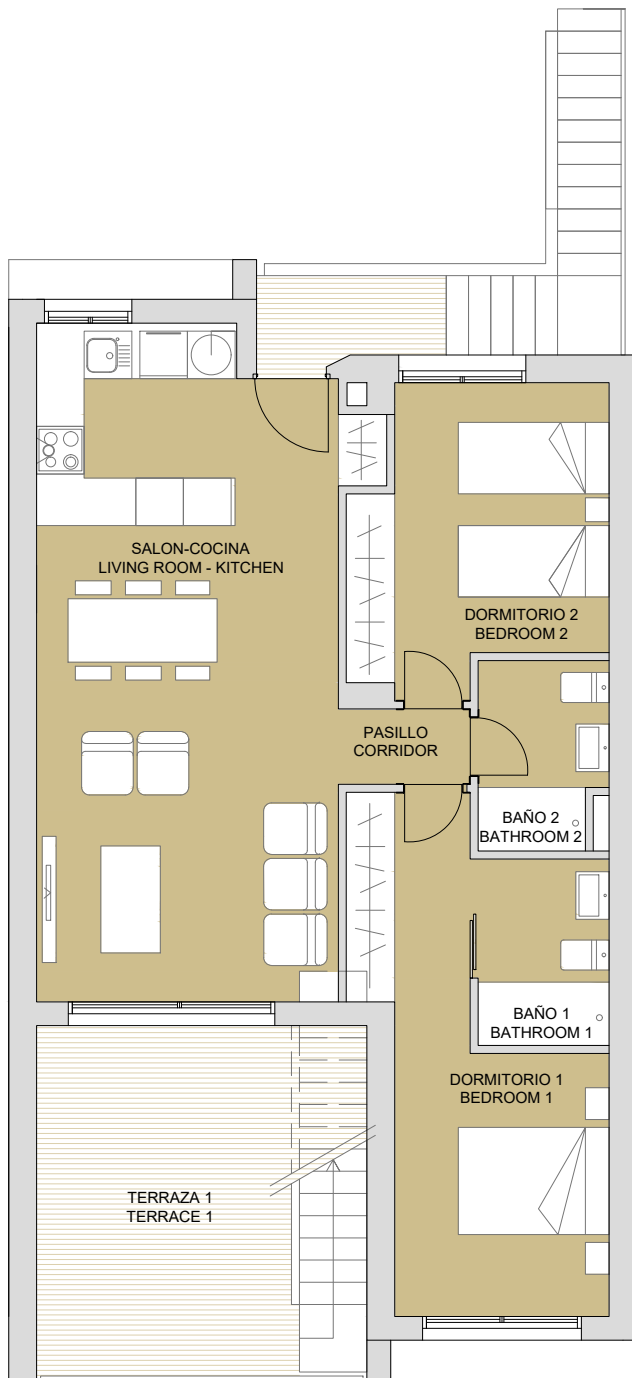 SALON-COCINA
LIVING ROOM - KITCHEN
DORMITORIO 2
BEDROOM 2
PASILLO
CORRIDOR
BAÑO 2
BATHROOM 2
BAÑO 1
BATHROOM 1
DORMITORIO 1
BEDROOM 1
TERRAZA 1
TERRACE 1